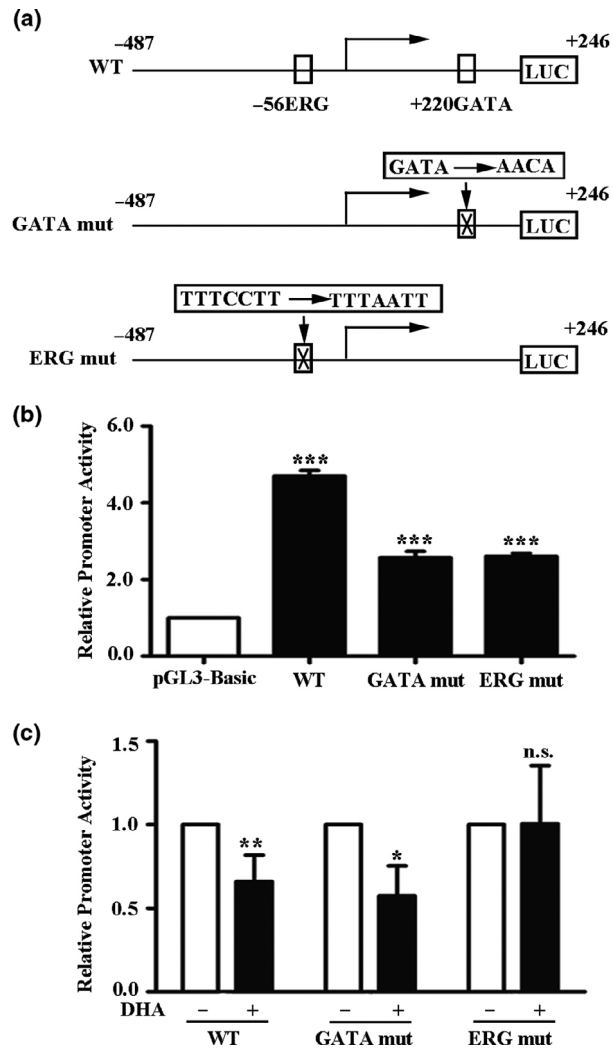 (a)
−487 +246
WT LUC
−56ERG +220GATA
GATA → AACA
−487 +246
GATA mut LUC
TTTCCTT → TTTAATT
−487 +246
ERG mut LUC
(b)
Relative Promoter Activity
6.0
4.0
2.0
0.0
***
***
***
pGL3-Basic WT GATA mut ERG mut
(c)
Relative Promoter Activity
1.5
1.0
0.5
0.0
**
*
n.s.
DHA − + − + − +
WT GATA mut ERG mut